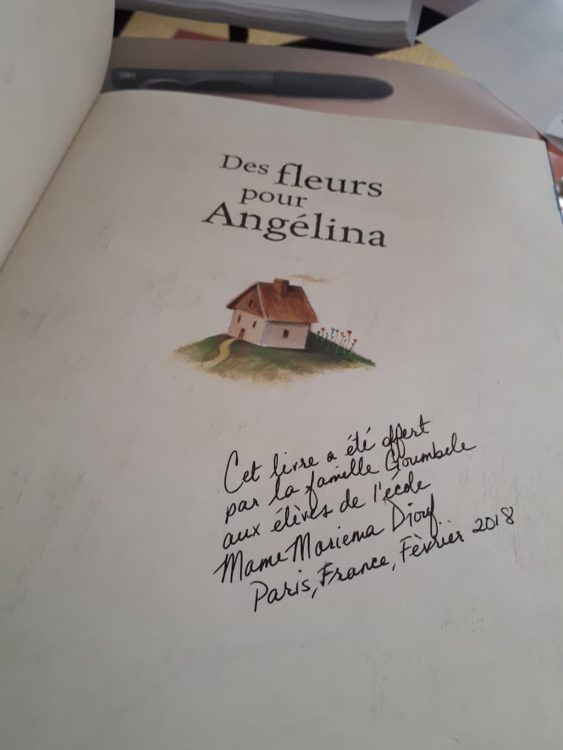 Des fleurs
pour
Angélina
Cet livre a été offert
par la famille Goumbele
aux élèves de l'école
Mame Mariema Diouf
Paris, France, Fèvrier 2018